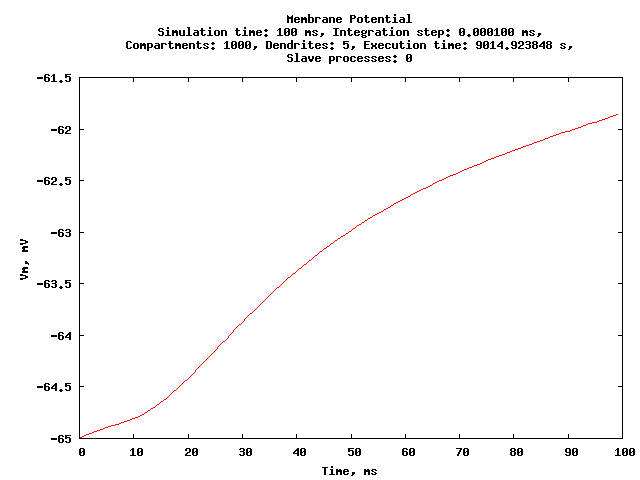 Membrane Potential
Simulation time: 100 ms, Integration step: 0.000100 ms,
Compartments: 1000, Dendrites: 5, Execution time: 9014.923848 s,
Slave processes: 0
-61.5
-62
-62.5
-63
-63.5
-64
-64.5
-65
Vm, mV
0 10 20 30 40 50 60 70 80 90 100
Time, ms